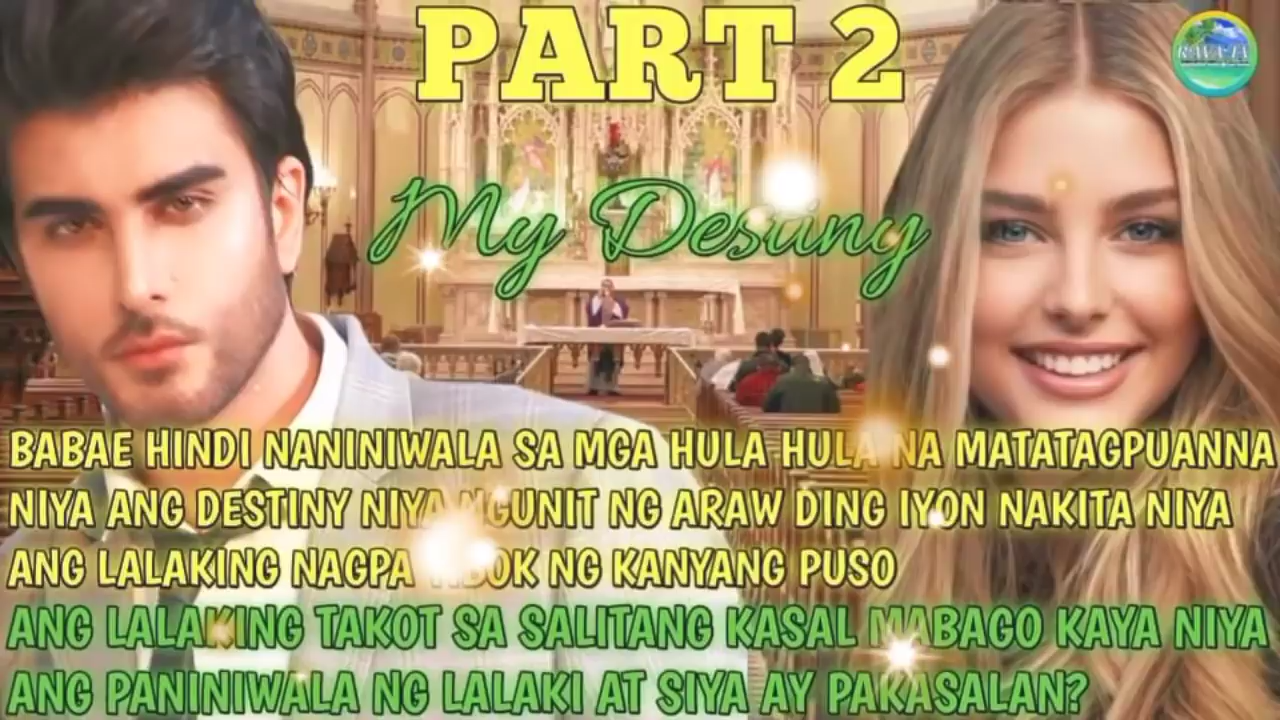 PART 2
My Destiny
BABAE HINDI NANINIWALA SA MGA HULA HULA NA MATATAGPUANNA
NIYA ANG DESTINY NIYA NGUNIT NG ARAW DING IYON NAKITA NIYA
ANG LALAKING NAGPA TIBOK NG KANYANG PUSO
ANG LALAKING TAKOT SA SALITANG KASAL MABAGO KAYA NIYA
ANG PANINIWALA NG LALAKI AT SIYA AY PAKASALAN?